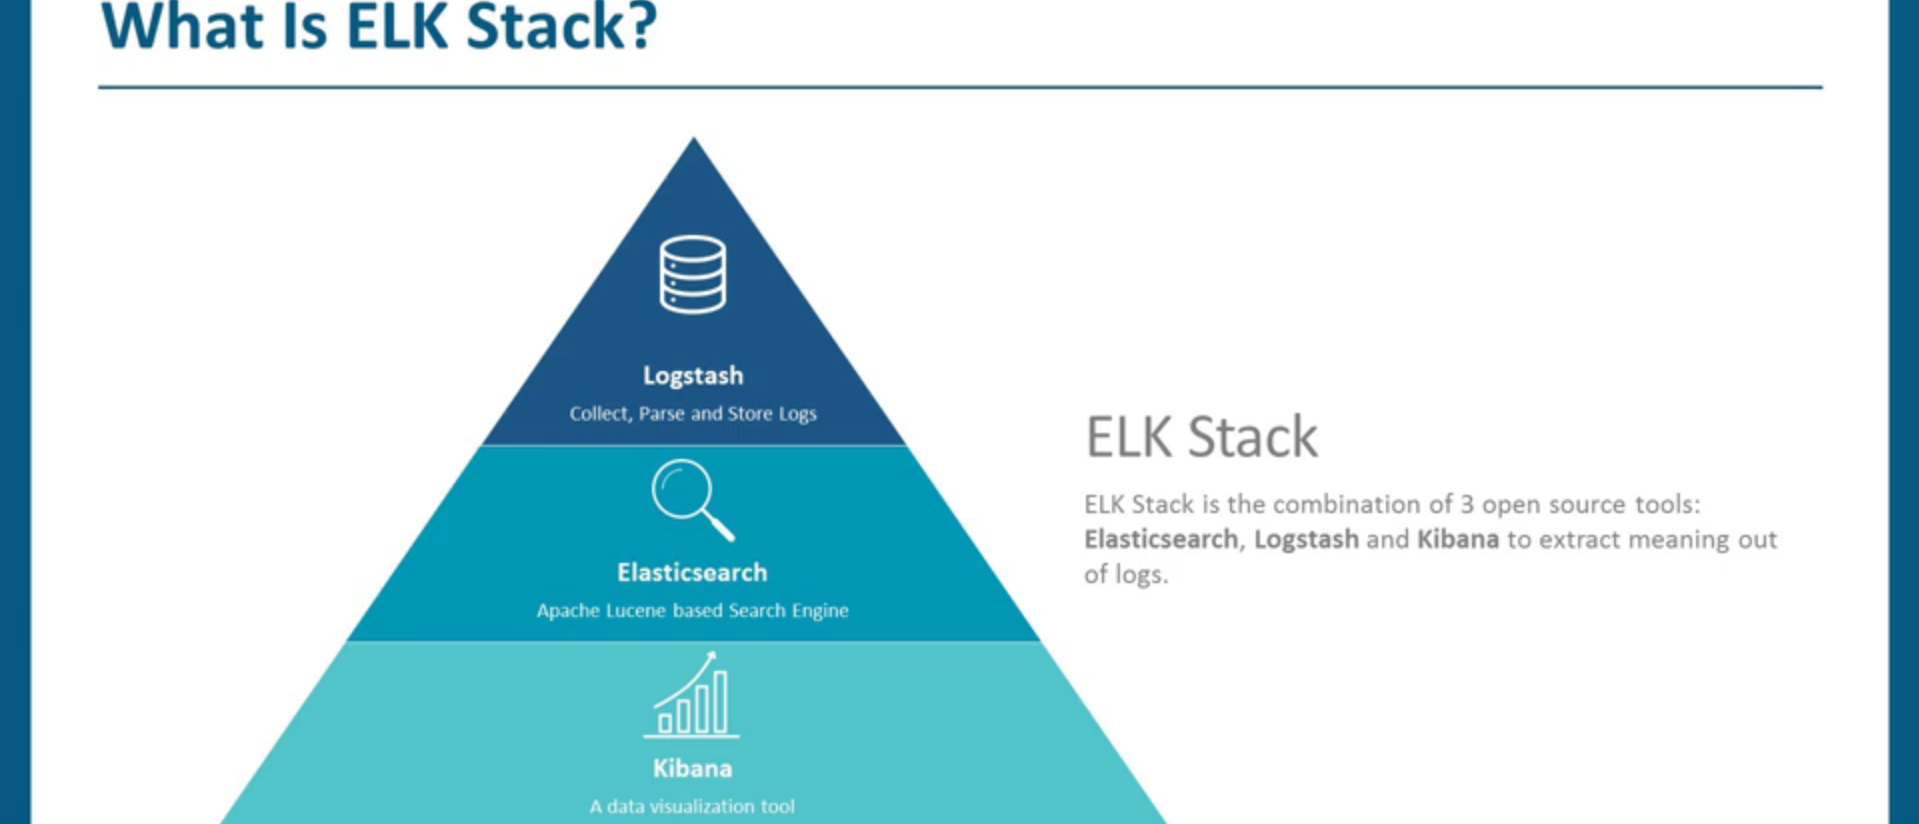 What Is ELK Stack?
Logstash
Collect, Parse and Store Logs
Elasticsearch
Apache Lucene based Search Engine
Kibana
A data visualization tool
ELK Stack
ELK Stack is the combination of 3 open source tools:
Elasticsearch, Logstash and Kibana to extract meaning out
of logs.